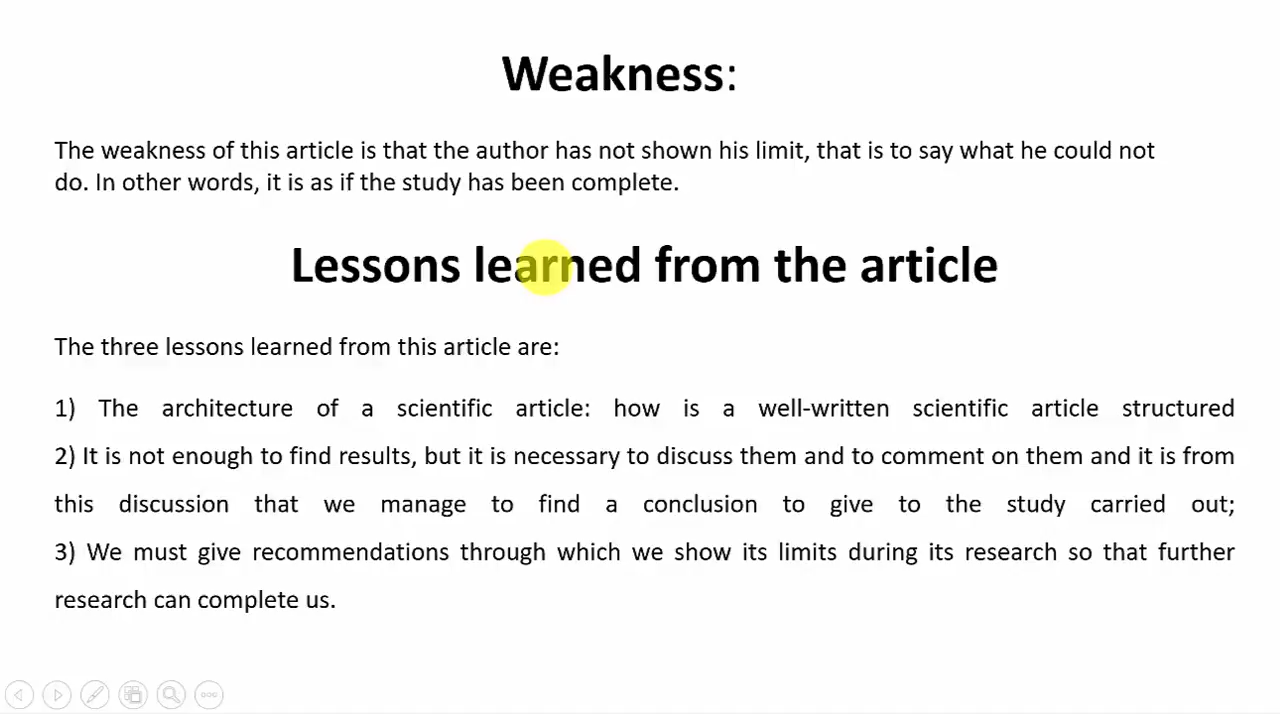 Weakness:
The weakness of this article is that the author has not shown his limit, that is to say what he could not
do. In other words, it is as if the study has been complete.
Lessons learned from the article
The three lessons learned from this article are:
1) The architecture of a scientific article: how is a well-written scientific article structured
2) It is not enough to find results, but it is necessary to discuss them and to comment on them and it is from
this discussion that we manage to find a conclusion to give to the study carried out;
3) We must give recommendations through which we show its limits during its research so that further
research can complete us.